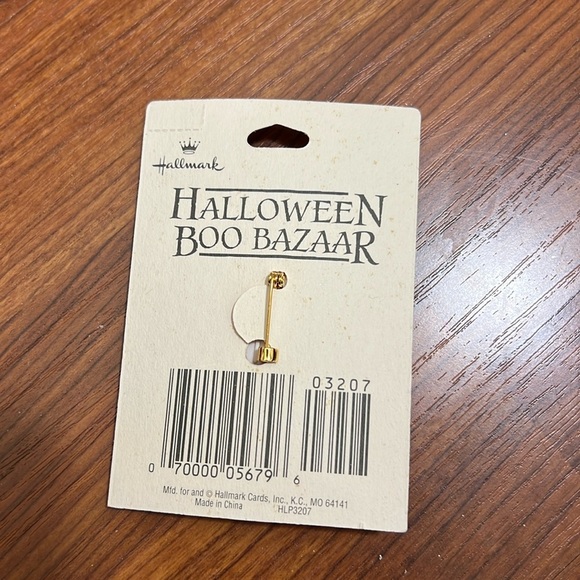 Hallmark
HALLOWEEN
BOO BAZAAR
03207
0 70000 05679 6
Mfd. for and © Hallmark Cards, Inc., K.C., MO 64141
Made in China HLP3207